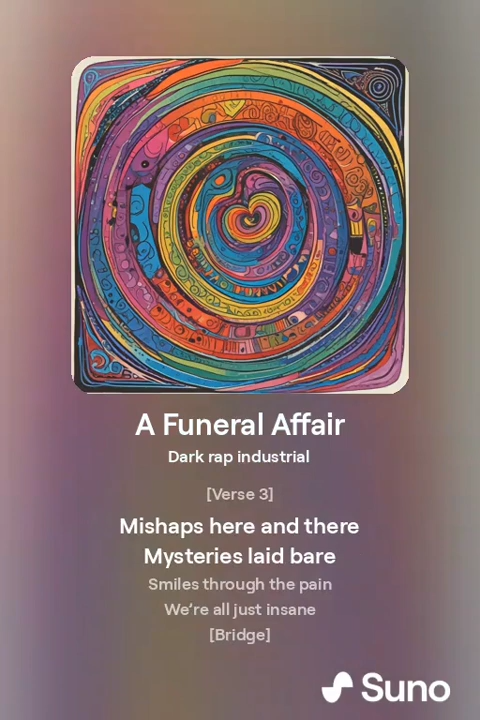 A Funeral Affair
Dark rap industrial
[Verse 3]
Mishaps here and there
Mysteries laid bare
Smiles through the pain
We're all just insane
[Bridge]
Suno